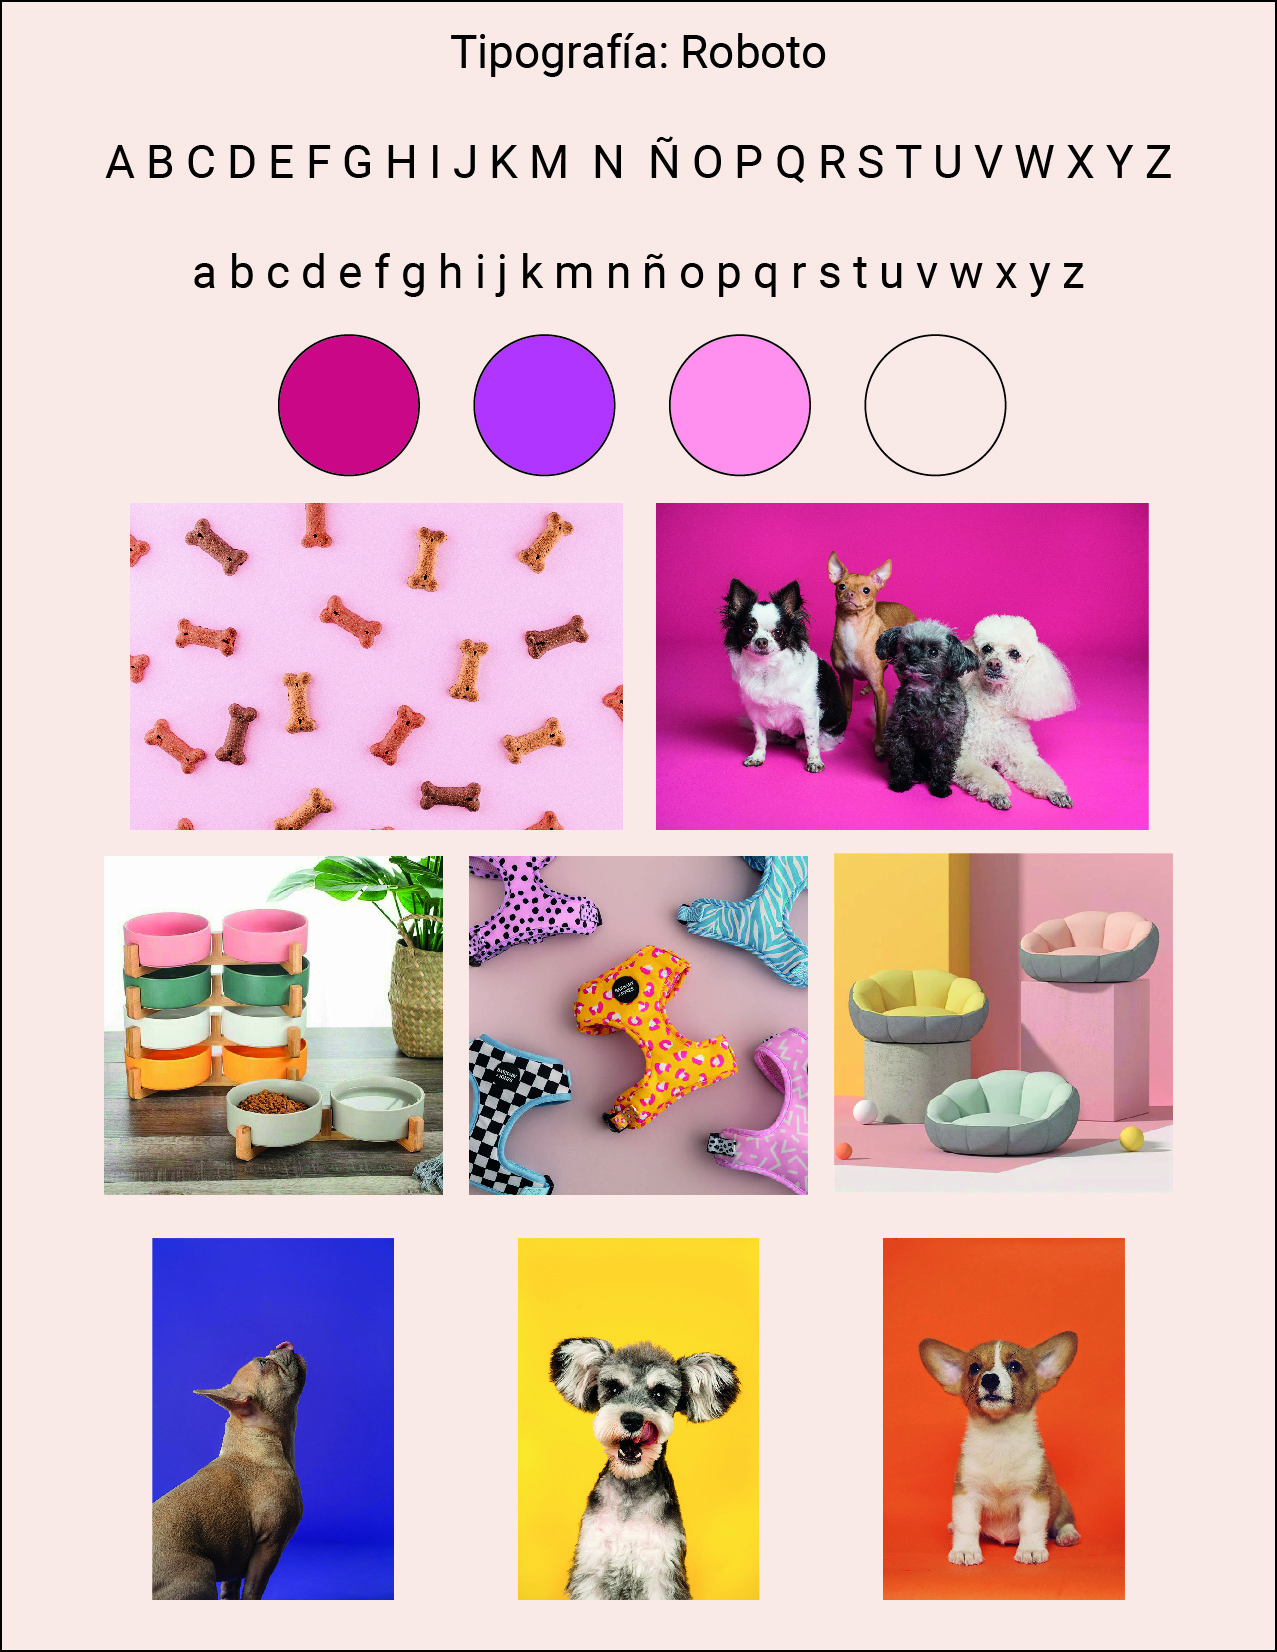 Tipografía: Roboto
A B C D E F G H I J K M N Ñ O P Q R S T U V W X Y Z
a b c d e f g h i j k m n ñ o p q r s t u v w x y z